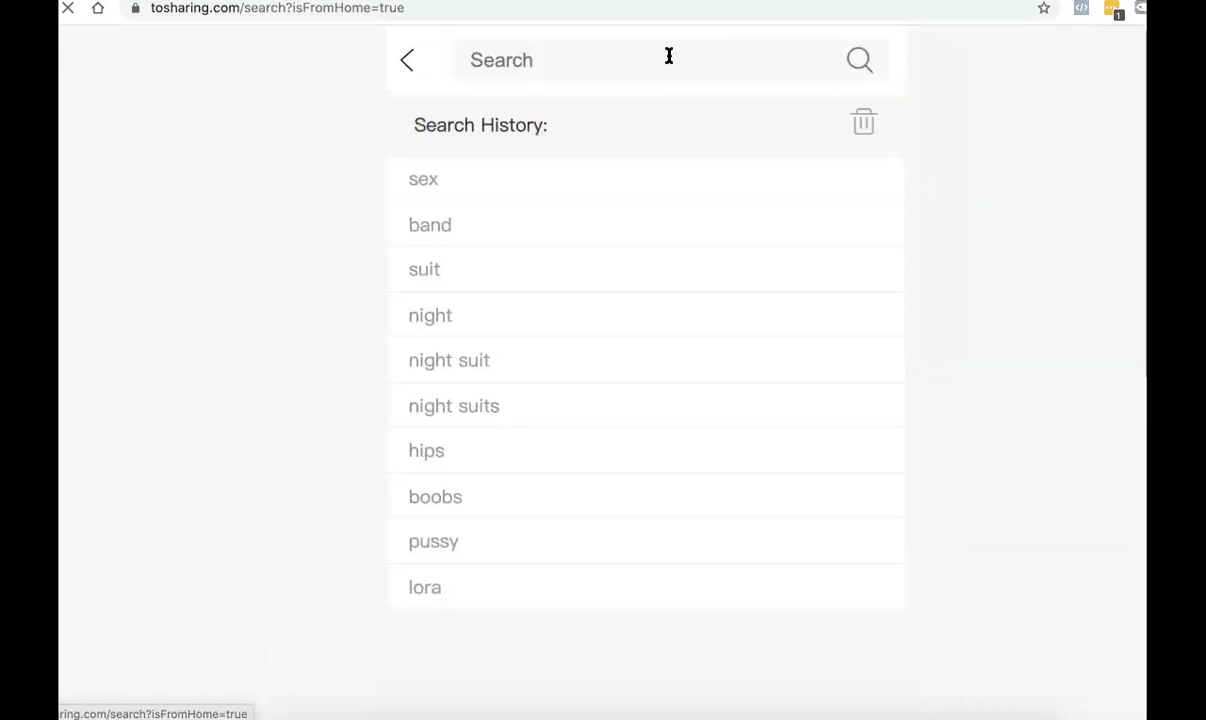 tosharing.com/search?isFromHome=true
1
Search
Search History:
sex
band
suit
night
night suit
night suits
hips
boobs
pussy
lora
ring.com/search?isFromHome=true